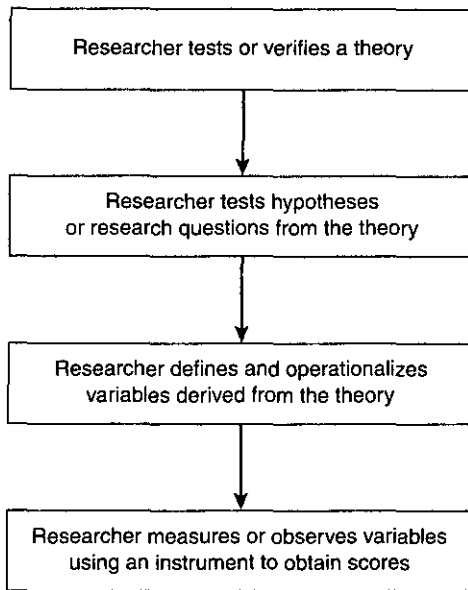 Researcher tests or verifies a theory
Researcher tests hypotheses
or research questions from the theory
Researcher defines and operationalizes
variables derived from the theory
Researcher measures or observes variables
using an instrument to obtain scores